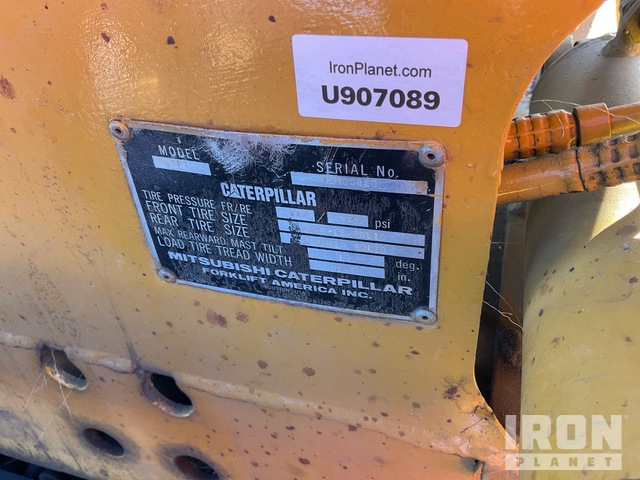 IronPlanet.com
U907089
MODEL
SERIAL No.
CATERPILLAR
TIRE PRESSURE FR/RE / psi
FRONT TIRE SIZE
REAR TIRE SIZE
MAX REARWARD MAST TILT deg.
LOAD TIRE TREAD WIDTH in.
MITSUBISHI CATERPILLAR
FORKLIFT AMERICA INC.
IRON
PLANET